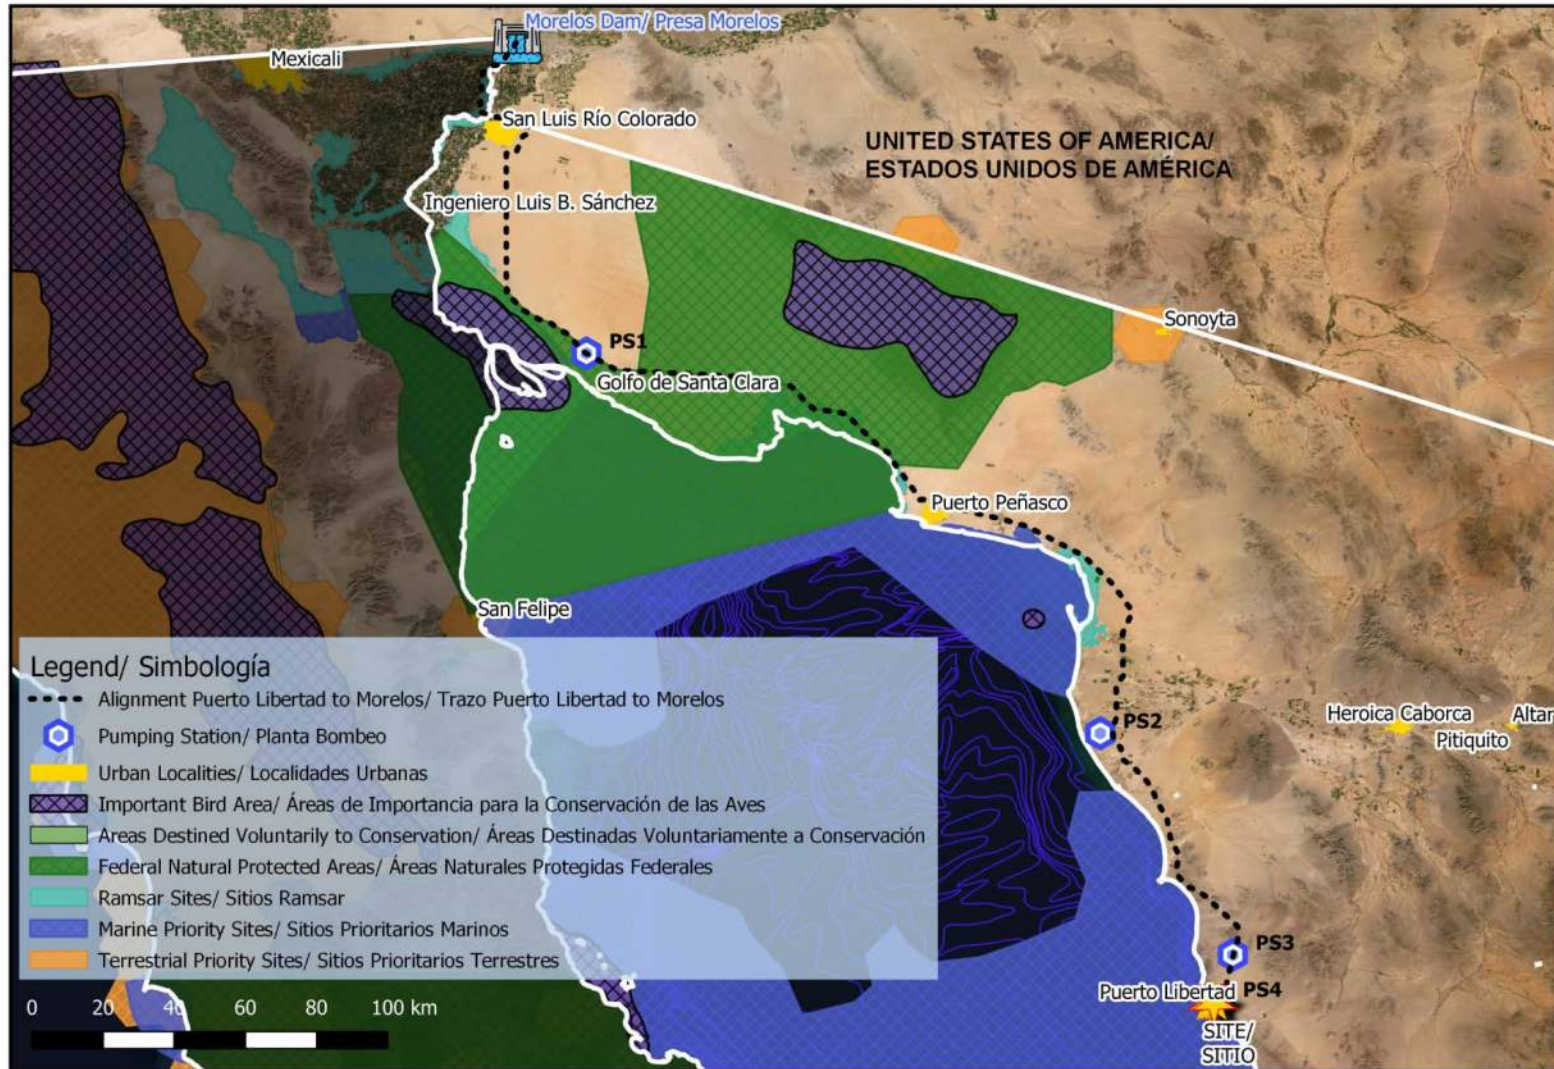 Morelos Dam/ Presa Morelos
Mexicali
San Luis Río Colorado
UNITED STATES OF AMERICA/
ESTADOS UNIDOS DE AMÉRICA
Ingeniero Luis B. Sánchez
Sonoyta
PS1
Golfo de Santa Clara
Puerto Peñasco
San Felipe
Legend/ Simbología
Alignment Puerto Libertad to Morelos/ Trazo Puerto Libertad to Morelos
Pumping Station/ Planta Bombeo
Urban Localities/ Localidades Urbanas
Important Bird Area/ Áreas de Importancia para la Conservación de las Aves
Areas Destined Voluntarily to Conservation/ Áreas Destinadas Voluntariamente a Conservación
Federal Natural Protected Areas/ Áreas Naturales Protegidas Federales
Ramsar Sites/ Sitios Ramsar
Marine Priority Sites/ Sitios Prioritarios Marinos
Terrestrial Priority Sites/ Sitios Prioritarios Terrestres
0 20 40 60 80 100 km
PS2
Heroica Caborca
Altar
Pitiquito
PS3
Puerto Libertad
PS4
SITE/
SITIO